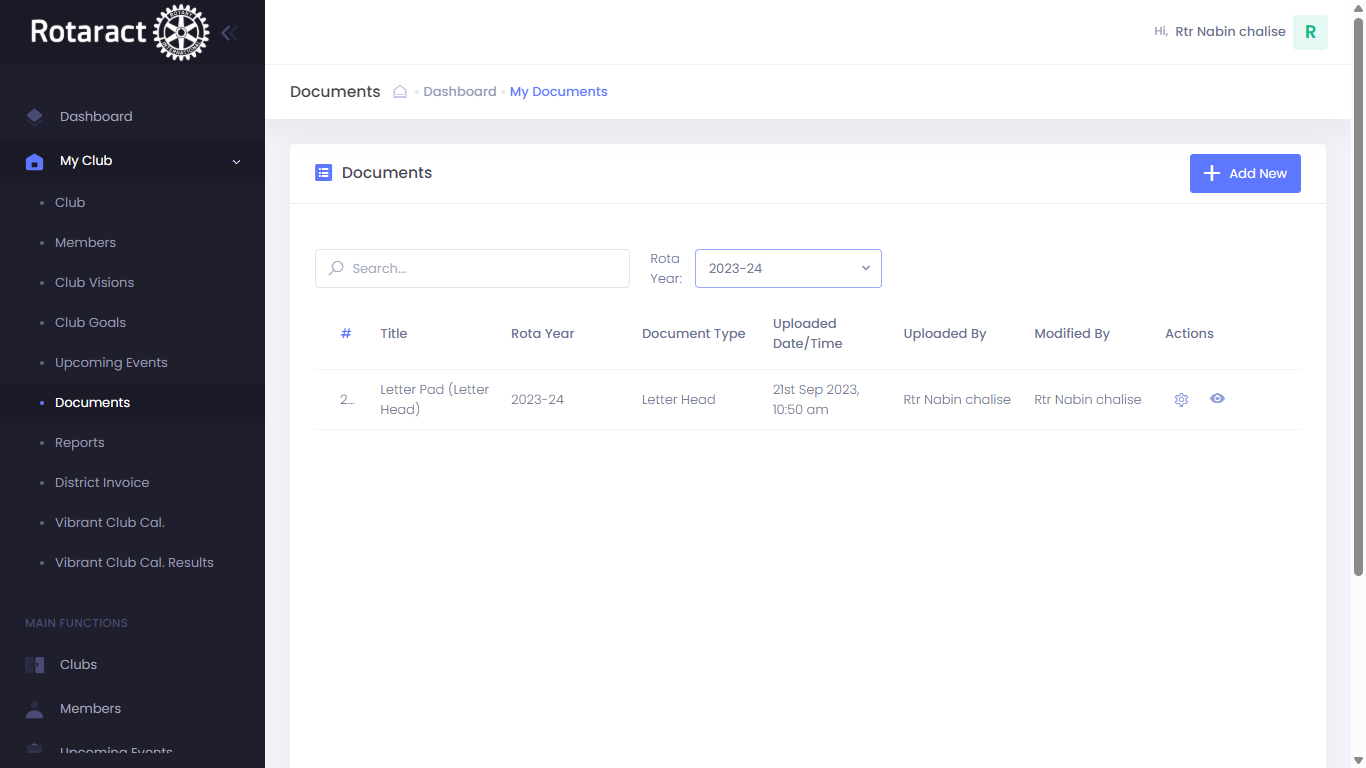 Rotaract
ROTARY
INTERNATIONAL
Hi, Rtr Nabin chalise R
Documents Dashboard My Documents
Dashboard
My Club
Club
Members
Club Visions
Club Goals
Upcoming Events
Documents
Reports
District Invoice
Vibrant Club Cal.
Vibrant Club Cal. Results
MAIN FUNCTIONS
Clubs
Members
Upcoming Events
Documents
Add New
Search...
Rota
Year:
2023-24
# Title Rota Year Document Type Uploaded
Date/Time Uploaded By Modified By Actions
2... Letter Pad (Letter
Head) 2023-24 Letter Head 21st Sep 2023,
10:50 am Rtr Nabin chalise Rtr Nabin chalise